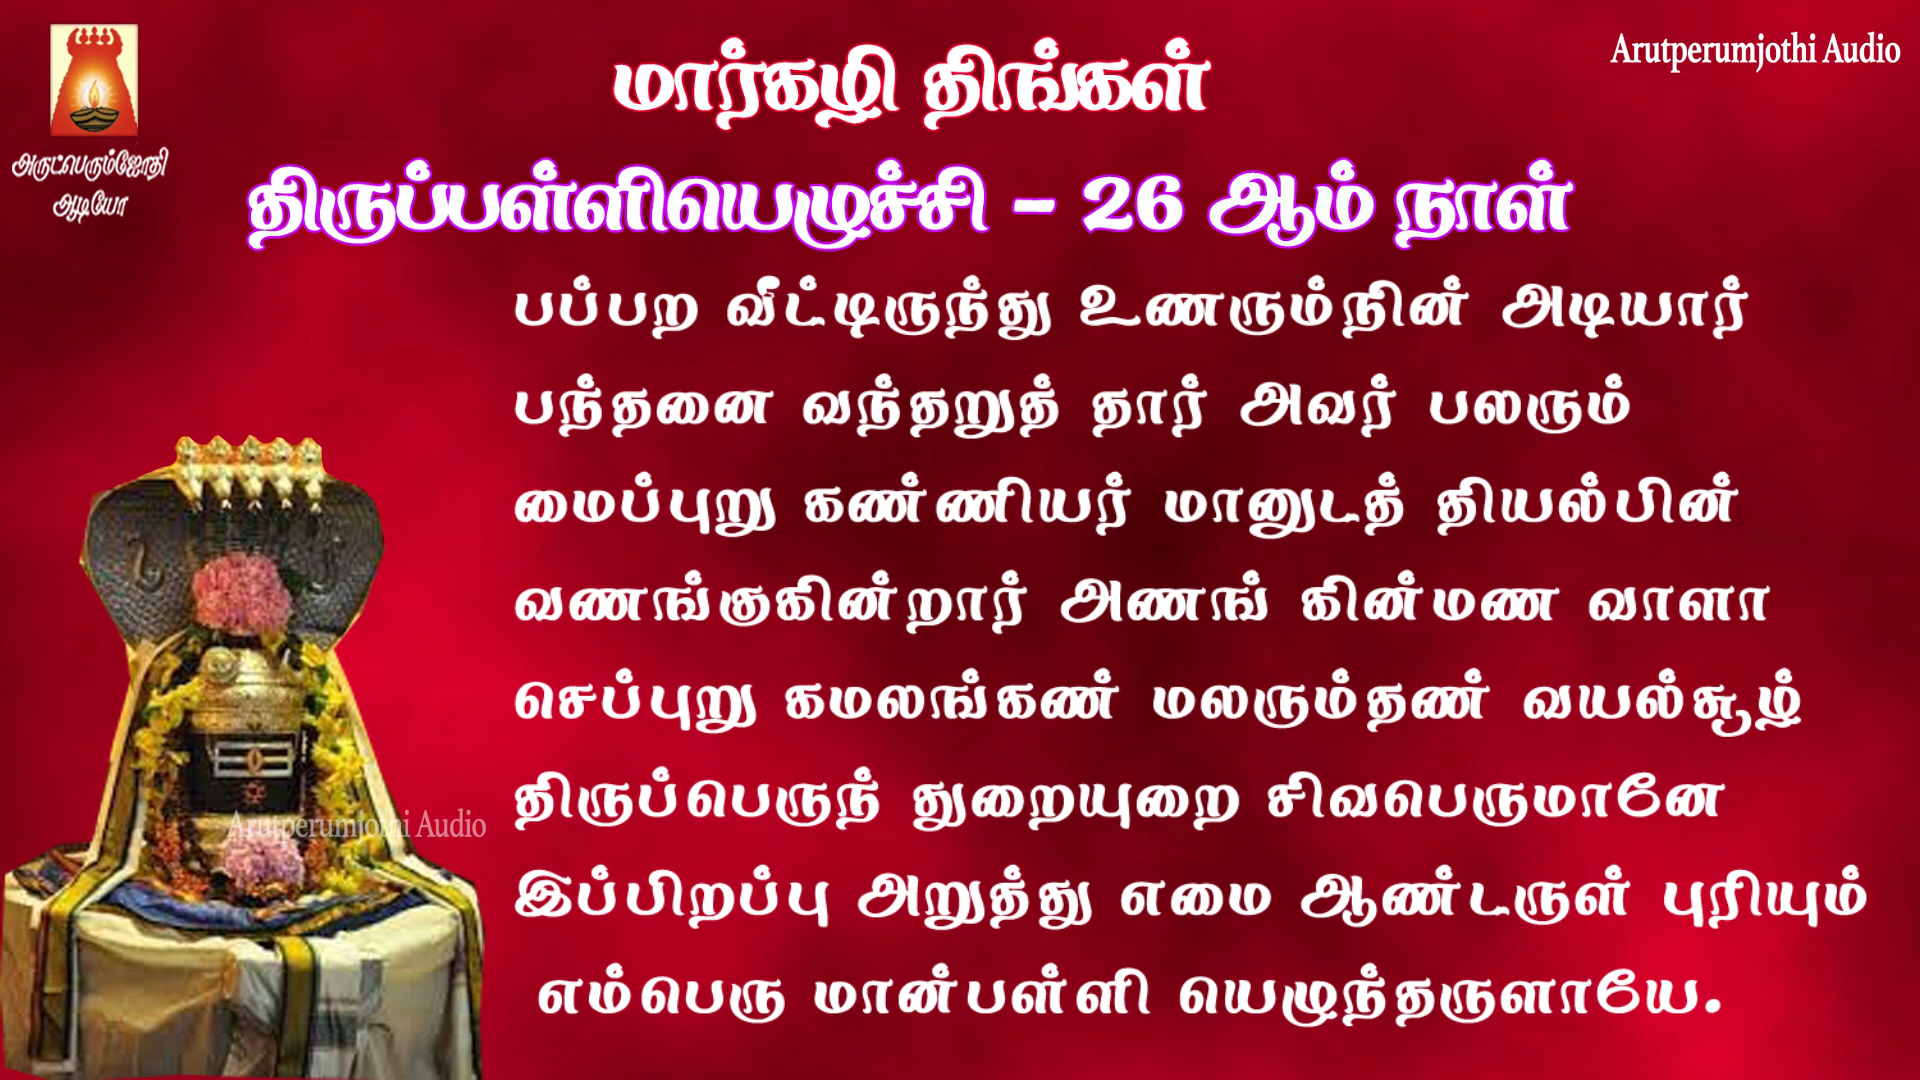 Arutperumjothi Audio
அருட்பெரும்ஜோதி
ஆடியோ
மார்கழி திங்கள்
திருப்பள்ளியெழுச்சி – 26 ஆம் நாள்
பப்பற வீட்டிருந்து உணரும்நின் அடியார்
பந்தனை வந்தறுத் தார் அவர் பலரும்
மைப்புறு கண்ணியர் மானுடத் தியல்பின்
வணங்குகின்றார் அணங் கின்மண வாளா
செப்புறு கமலங்கண் மலரும்தண் வயல்சூழ்
திருப்பெருந் துறையுறை சிவபெருமானே
இப்பிறப்பு அறுத்து எமை ஆண்டருள் புரியும்
எம்பெரு மான்பள்ளி யெழுந்தருளாயே.
Arutperumjothi Audio